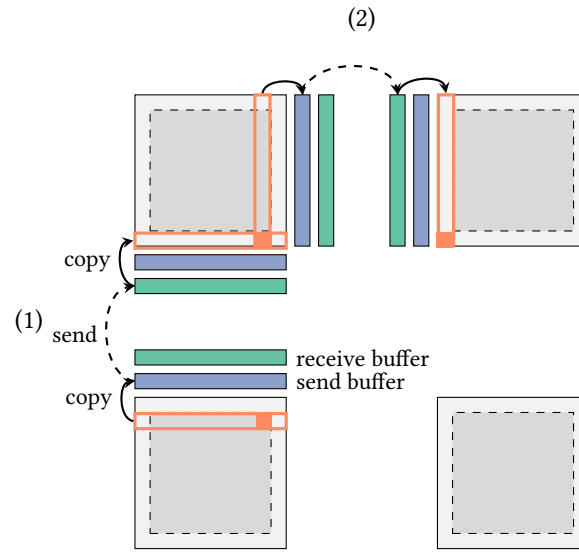 (2)
copy
(1)
send
receive buffer
send buffer
copy